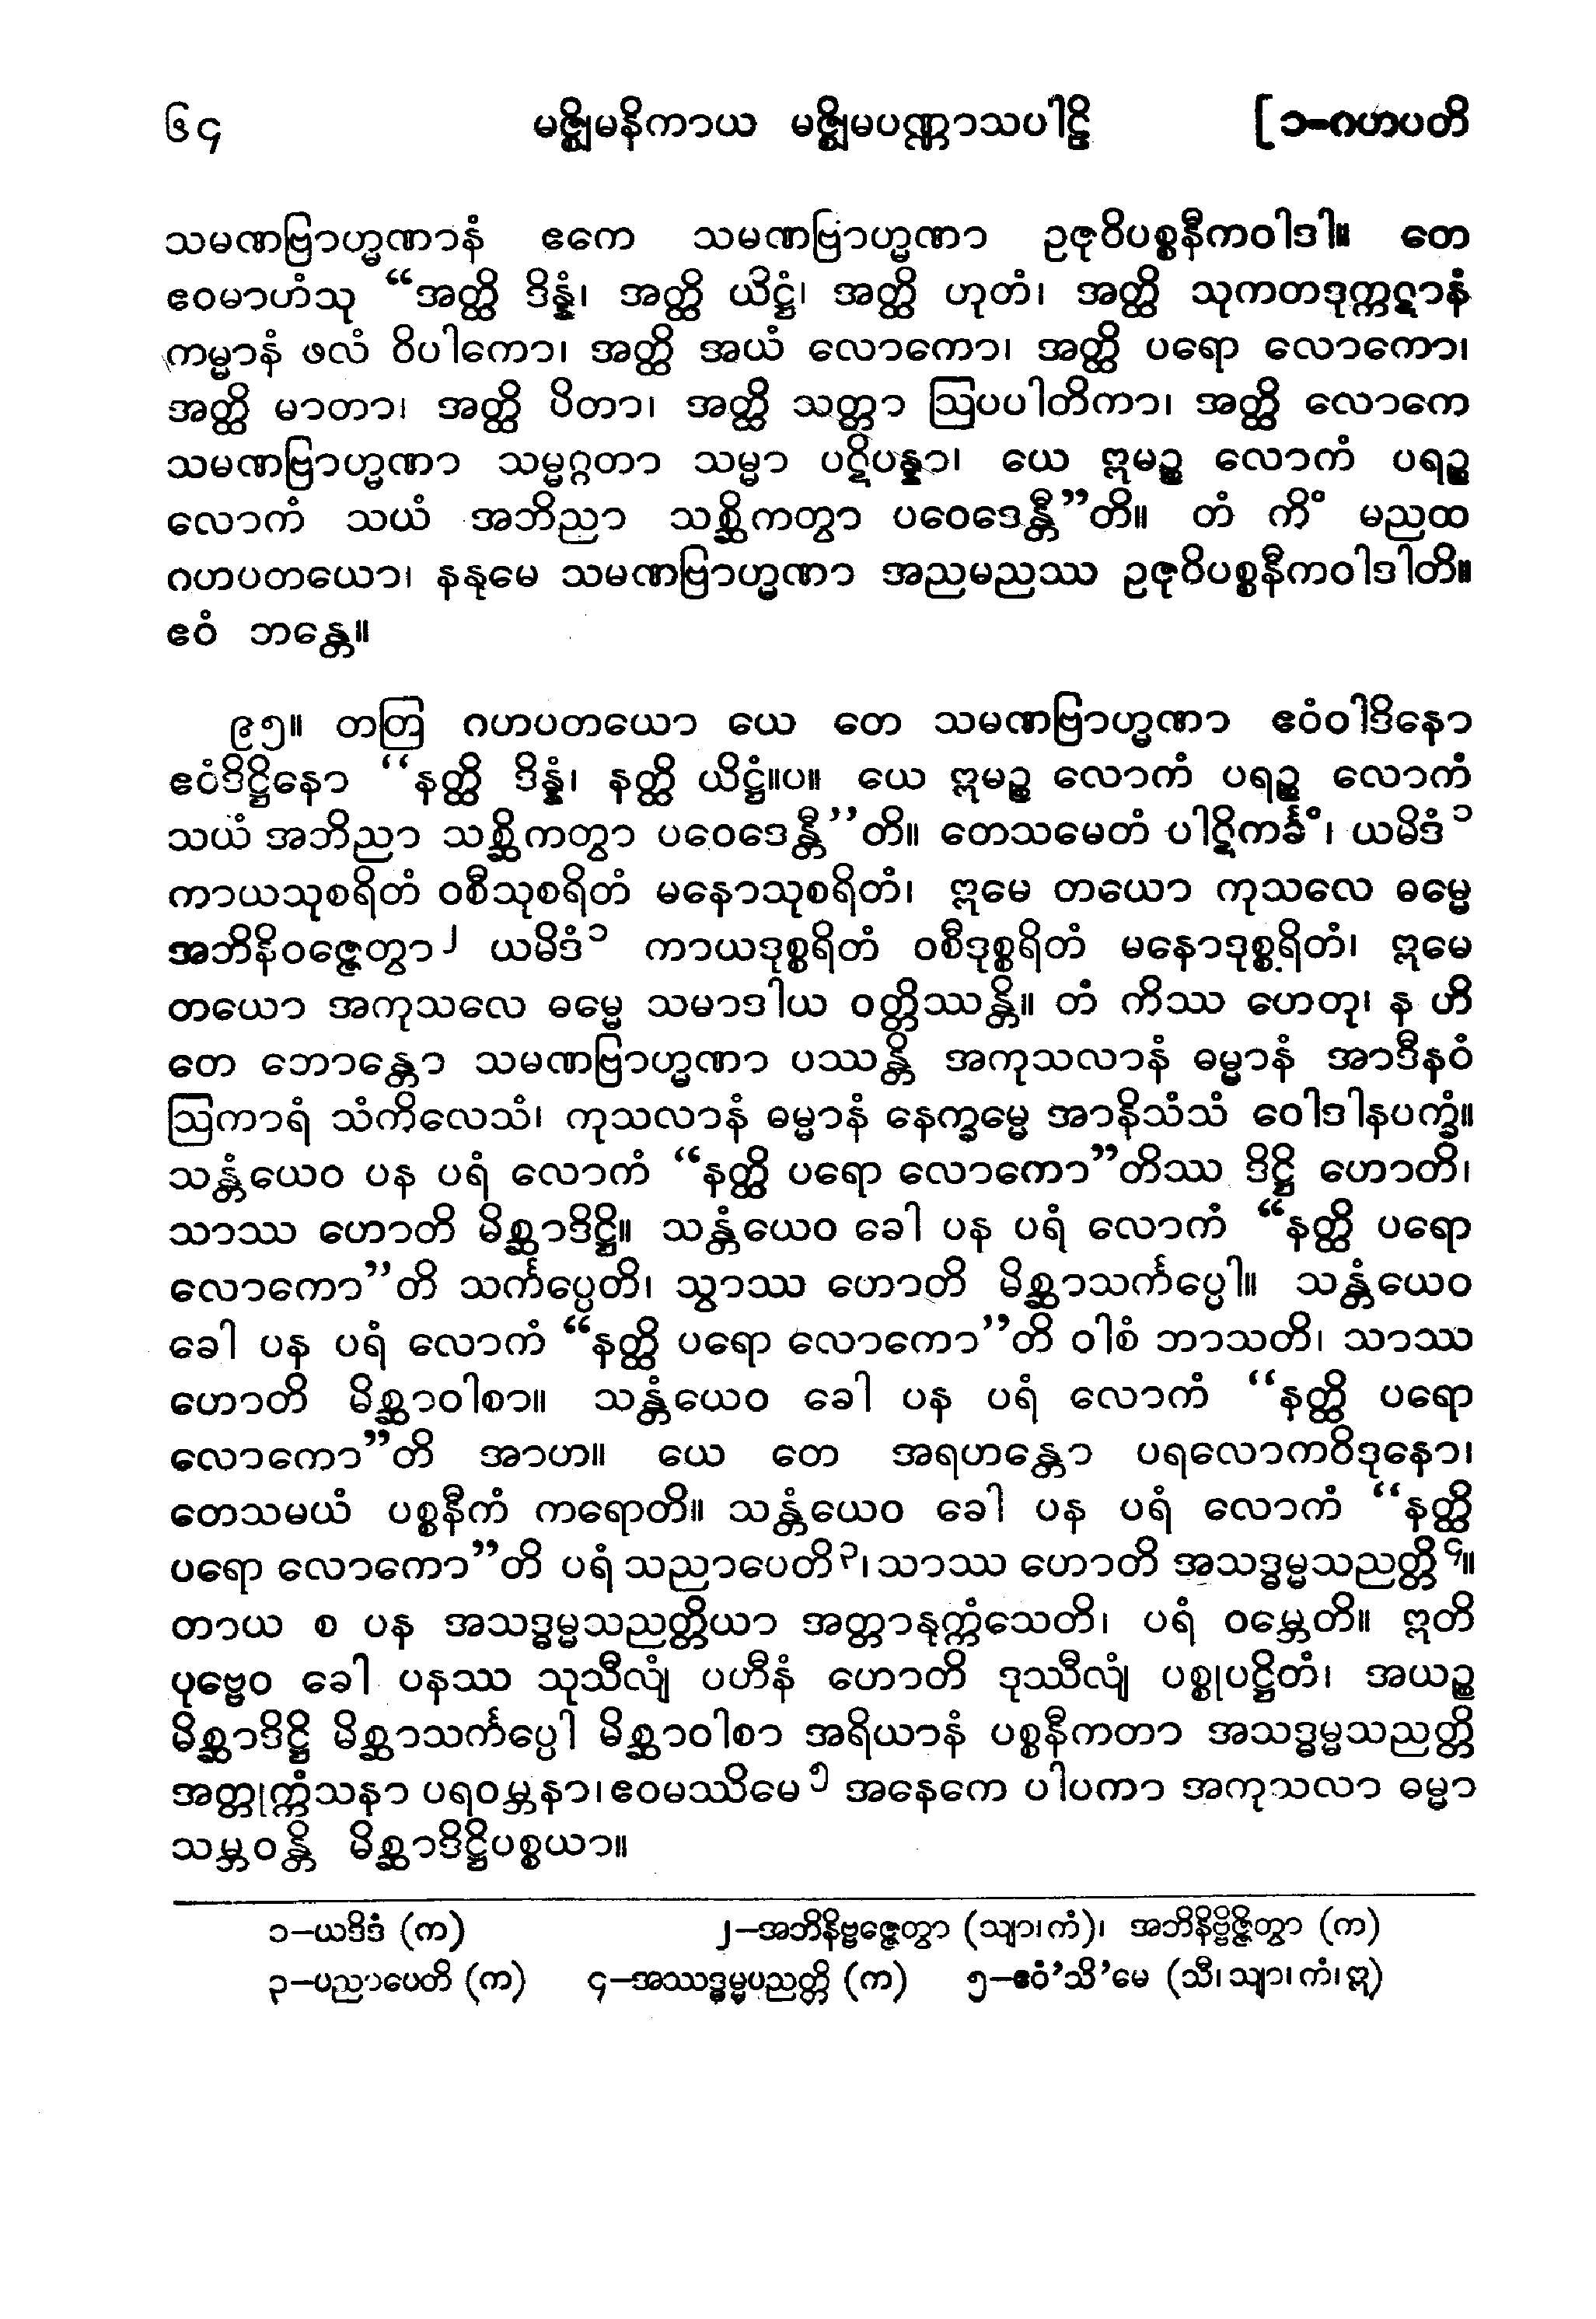 ၆၄ မဇ္ဈိမနိကာယ မဇ္ဈိမပဏ္ဏာသပါဠိ [ ၁-ဂဟပတိ
သမဏဗြာဟ္မဏာနံ ဧကေ သမဏဗြာဟ္မဏာ ဥဇုဝိပစ္စနီကဝါဒါ။ တေ
ဧဝမာဟံသု “အတ္ထိ ဒိန္နံ၊ အတ္ထိ ယိဋ္ဌံ၊ အတ္ထိ ဟုတံ၊ အတ္ထိ သုကတဒုက္ကဋာနံ
ကမ္မာနံ ဖလံ ဝိပါကော၊ အတ္ထိ အယံ လောကော၊ အတ္ထိ ပရော လောကော၊
အတ္ထိ မာတာ၊ အတ္ထိ ပိတာ၊ အတ္ထိ သတ္တာ ဩပပါတိကာ၊ အတ္ထိ လောကေ
သမဏဗြာဟ္မဏာ သမ္မဂ္ဂတာ သမ္မာ ပဋိပန္နာ၊ ယေ ဣမဉ္စ လောကံ ပရဉ္စ
လောကံ သယံ အဘိညာ သစ္ဆိကတွာ ပဝေဒေန္တီ”တိ။ တံ ကိံ မညထ
ဂဟပတယော၊ နနုမေ သမဏဗြာဟ္မဏာ အညမညဿ ဥဇုဝိပစ္စနီကဝါဒါတိ။
ဧဝံ ဘန္တေ။
၉၅။ တတြ ဂဟပတယော ယေ တေ သမဏဗြာဟ္မဏာ ဧဝံဝါဒိနော
ဧဝံဒိဋ္ဌိနော “နတ္ထိ ဒိန္နံ၊ နတ္ထိ ယိဋ္ဌံ။ပ။ ယေ ဣမဉ္စ လောကံ ပရဉ္စ လောကံ
သယံ အဘိညာ သစ္ဆိကတွာ ပဝေဒေန္တီ”တိ။ တေသမေတံ ပါဋိကင်္ခံ၊ ယမိဒံ၁
ကာယသုစရိတံ ဝစီသုစရိတံ မနောသုစရိတံ၊ ဣမေ တယော ကုသလေ ဓမ္မေ
အဘိနိဝဇ္ဇေတွာ၂ ယမိဒံ၁ ကာယဒုစ္စရိတံ ဝစီဒုစ္စရိတံ မနောဒုစ္စရိတံ၊ ဣမေ
တယော အကုသလေ ဓမ္မေ သမာဒါယ ဝတ္တိဿန္တိ။ တံ ကိဿ ဟေတု၊ န ဟိ
တေ ဘောန္တော သမဏဗြာဟ္မဏာ ပဿန္တိ အကုသလာနံ ဓမ္မာနံ အာဒီနဝံ
ဩကာရံ သံကိလေသံ၊ ကုသလာနံ ဓမ္မာနံ နေက္ခမ္မေ အာနိသံသံ ဝေါဒါနပက္ခံ။
သန္တံယေဝ ပန ပရံ လောကံ “နတ္ထိ ပရော လောကော”တိဿ ဒိဋ္ဌိ ဟောတိ၊
သာဿ ဟောတိ မိစ္ဆာဒိဋ္ဌိ။ သန္တံယေဝ ခေါ ပန ပရံ လောကံ “နတ္ထိ ပရော
လောကော”တိ သင်္ကပ္ပေတိ၊ သွာဿ ဟောတိ မိစ္ဆာသင်္ကပ္ပေါ။ သန္တံယေဝ
ခေါ ပန ပရံ လောကံ “နတ္ထိ ပရော လောကော”တိ ဝါစံ ဘာသတိ၊ သာဿ
ဟောတိ မိစ္ဆာဝါစာ။ သန္တံယေဝ ခေါ ပန ပရံ လောကံ “နတ္ထိ ပရော
လောကော”တိ အာဟ။ ယေ တေ အရဟန္တော ပရလောကဝိဒုနော၊
တေသမယံ ပစ္စနီကံ ကရောတိ။ သန္တံယေဝ ခေါ ပန ပရံ လောကံ “နတ္ထိ
ပရော လောကော”တိ ပရံ သညာပေတိ၃၊ သာဿ ဟောတိ အသဒ္ဓမ္မသညတ္တိ၄။
တာယ စ ပန အသဒ္ဓမ္မသညတ္တိယာ အတ္တာနုက္ကံသေတိ၊ ပရံ ဝမ္ဘေတိ။ ဣတိ
ပုဗ္ဗေဝ ခေါ ပနဿ သုသီလျံ ပဟီနံ ဟောတိ ဒုဿီလျံ ပစ္စုပဋ္ဌိတံ၊ အယဉ္စ
မိစ္ဆာဒိဋ္ဌိ မိစ္ဆာသင်္ကပ္ပေါ မိစ္ဆာဝါစာ အရိယာနံ ပစ္စနီကတာ အသဒ္ဓမ္မသညတ္တိ
အတ္တုက္ကံသနာ ပရဝမ္ဘနာ၊ ဧဝမဿိမေ၅ အနေကေ ပါပကာ အကုသလာ ဓမ္မာ
သမ္ဘဝန္တိ မိစ္ဆာဒိဋ္ဌိပစ္စယာ။
၁-ယဒိဒံ (က) ၂-အဘိနိဗ္ဗဇ္ဇေတွာ (သျာ၊ကံ)၊ အဘိနိဗ္ဗိဇ္ဇိတွာ (က)
၃-ပညာပေတိ (က) ၄-အဿဒ္ဓမ္မပညတ္တိ (က) ၅-ဧဝံ’သိ’မေ (သီ၊ သျာ၊ ကံ၊ ဣ)